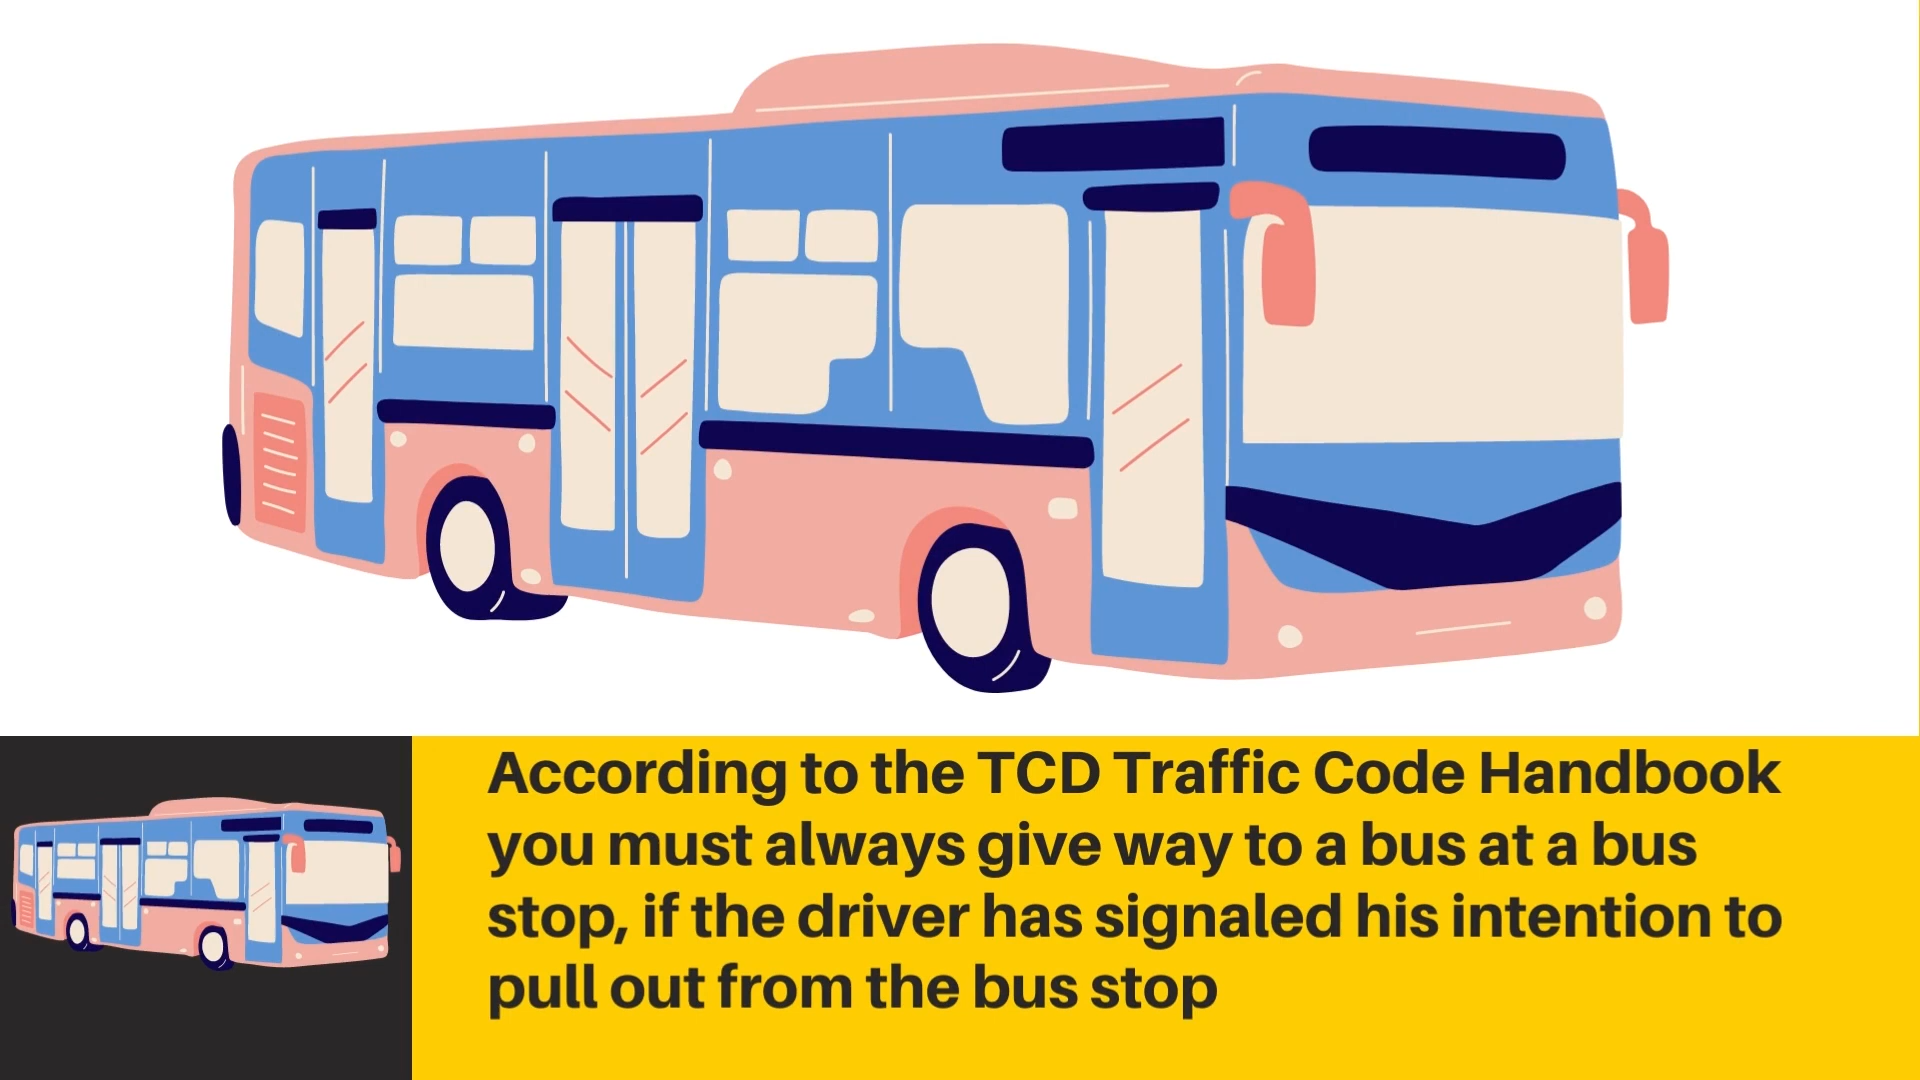 According to the TCD Traffic Code Handbook
you must always give way to a bus at a bus
stop, if the driver has signaled his intention to
pull out from the bus stop